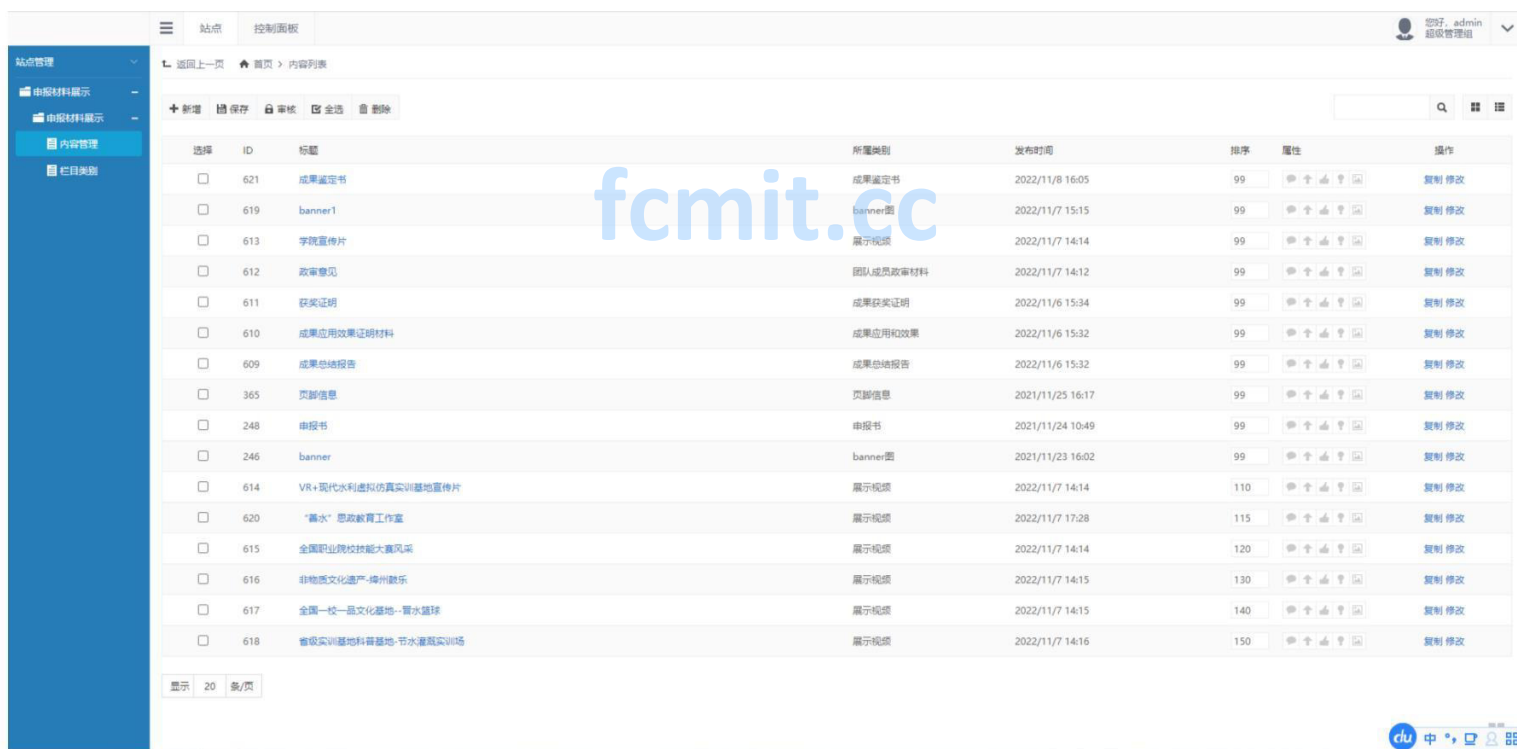 站点 控制面板 您好，admin
超级管理组
站点管理 返回上一页 首页 > 内容列表
申报材料展示
申报材料展示
内容管理
栏目类别
新增 保存 审核 全选 删除
选择 ID 标题 所属类别 发布时间 排序 属性 操作
621 成果鉴定书 成果鉴定书 2022/11/8 16:05 99 复制 修改
619 banner1 banner图 2022/11/7 15:15 99 复制 修改
613 学院宣传片 展示视频 2022/11/7 14:14 99 复制 修改
612 政审意见 团队成员政审材料 2022/11/7 14:12 99 复制 修改
611 获奖证明 成果获奖证明 2022/11/6 15:34 99 复制 修改
610 成果应用效果证明材料 成果应用和效果 2022/11/6 15:32 99 复制 修改
609 成果总结报告 成果总结报告 2022/11/6 15:32 99 复制 修改
365 页脚信息 页脚信息 2021/11/25 16:17 99 复制 修改
248 申报书 申报书 2021/11/24 10:49 99 复制 修改
246 banner banner图 2021/11/23 16:02 99 复制 修改
614 VR+现代水利虚拟仿真实训基地宣传片 展示视频 2022/11/7 14:14 110 复制 修改
620 “善水”思政教育工作室 展示视频 2022/11/7 17:28 115 复制 修改
615 全国职业院校技能大赛风采 展示视频 2022/11/7 14:14 120 复制 修改
616 非物质文化遗产-绛州鼓乐 展示视频 2022/11/7 14:15 130 复制 修改
617 全国一校一品文化基地--晋水篮球 展示视频 2022/11/7 14:15 140 复制 修改
618 省级实训基地科普基地-节水灌溉实训场 展示视频 2022/11/7 14:16 150 复制 修改
显示 20 条/页
fcmit.cc
du 中